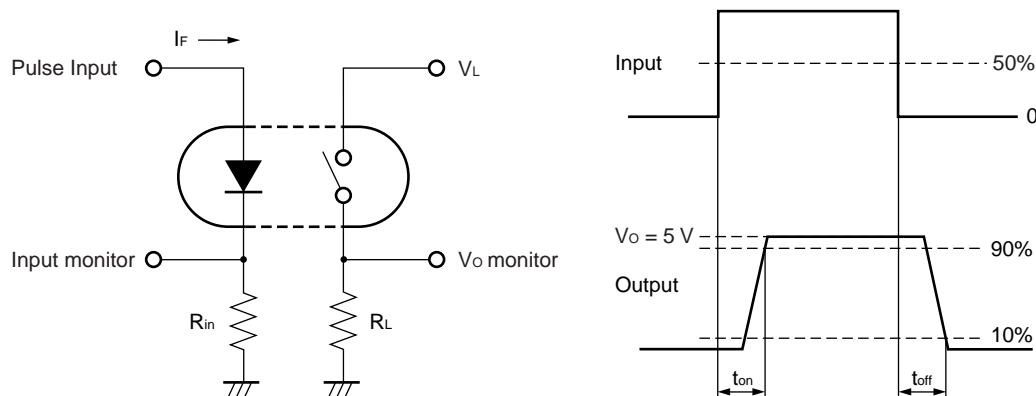 IF
Pulse Input
VL
Input monitor
VO monitor
Rin
RL
Input
50%
0
VO = 5 V
90%
Output
10%
ton
toff